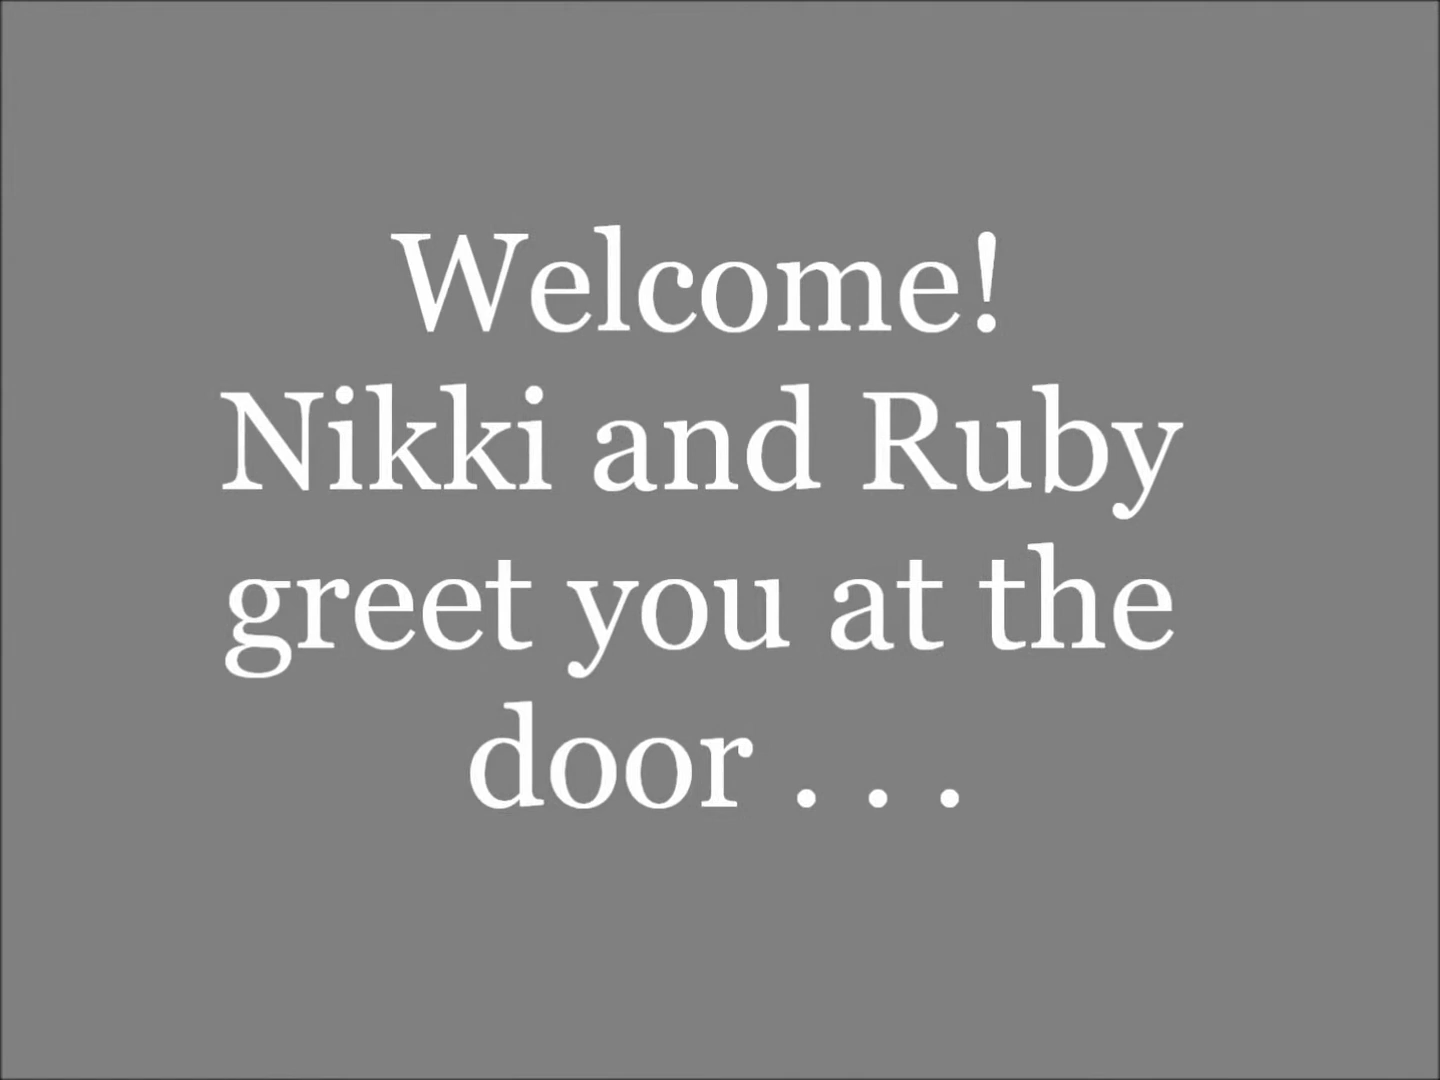 Welcome!
Nikki and Ruby
greet you at the
door . . .